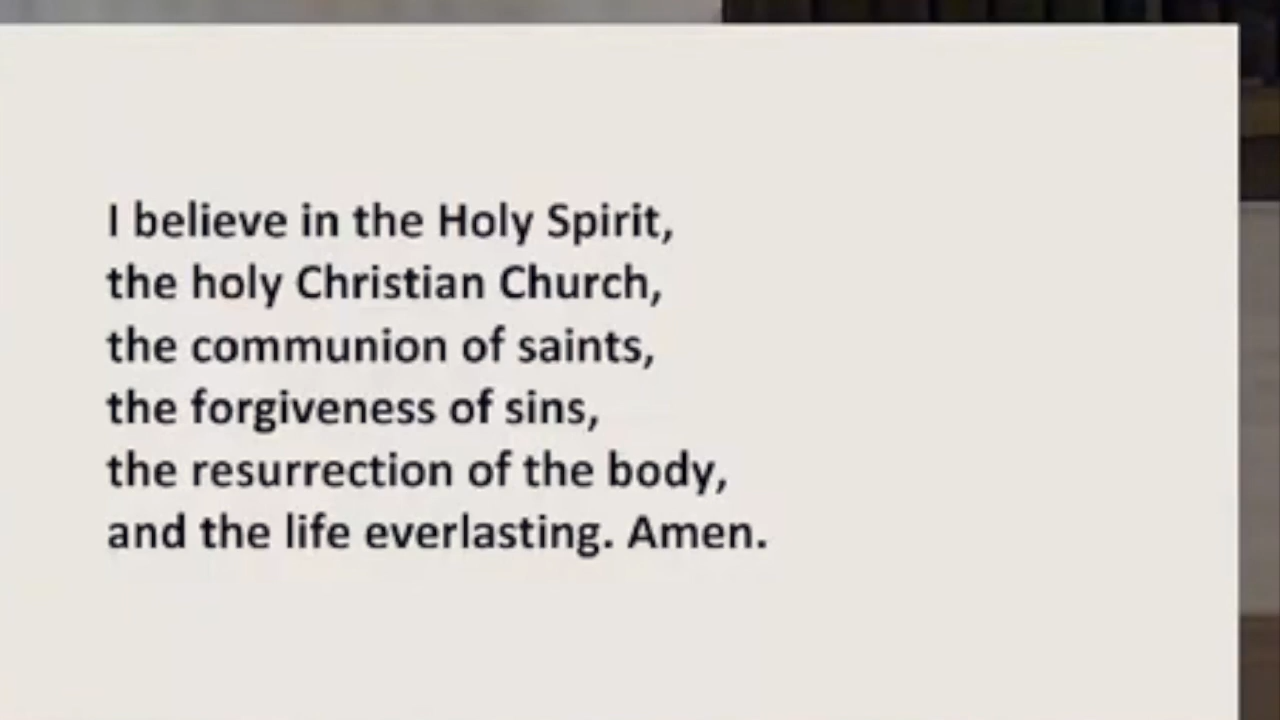 I believe in the Holy Spirit,
the holy Christian Church,
the communion of saints,
the forgiveness of sins,
the resurrection of the body,
and the life everlasting. Amen.